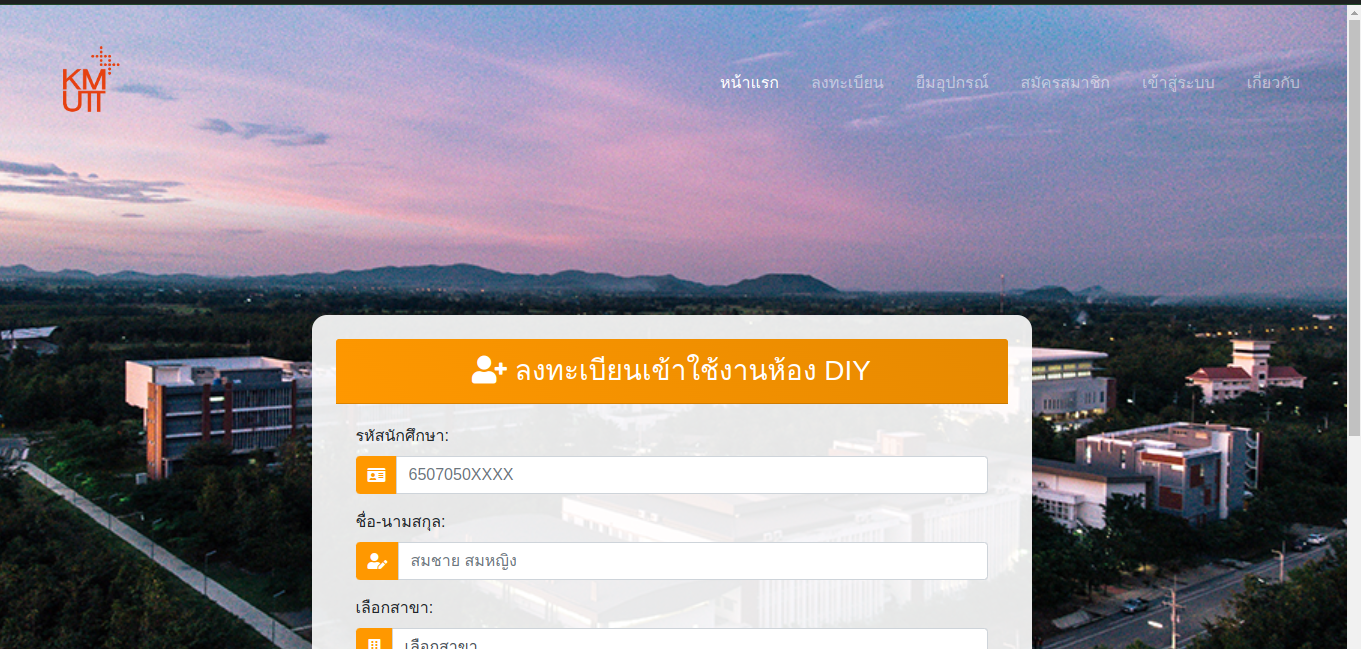 KM
UTT
หน้าแรก ลงทะเบียน ยืมอุปกรณ์ สมัครสมาชิก เข้าสู่ระบบ เกี่ยวกับ
ลงทะเบียนเข้าใช้งานห้อง DIY
รหัสนักศึกษา:
6507050XXXX
ชื่อ-นามสกุล:
สมชาย สมหญิง
เลือกสาขา:
เลือกสาขา